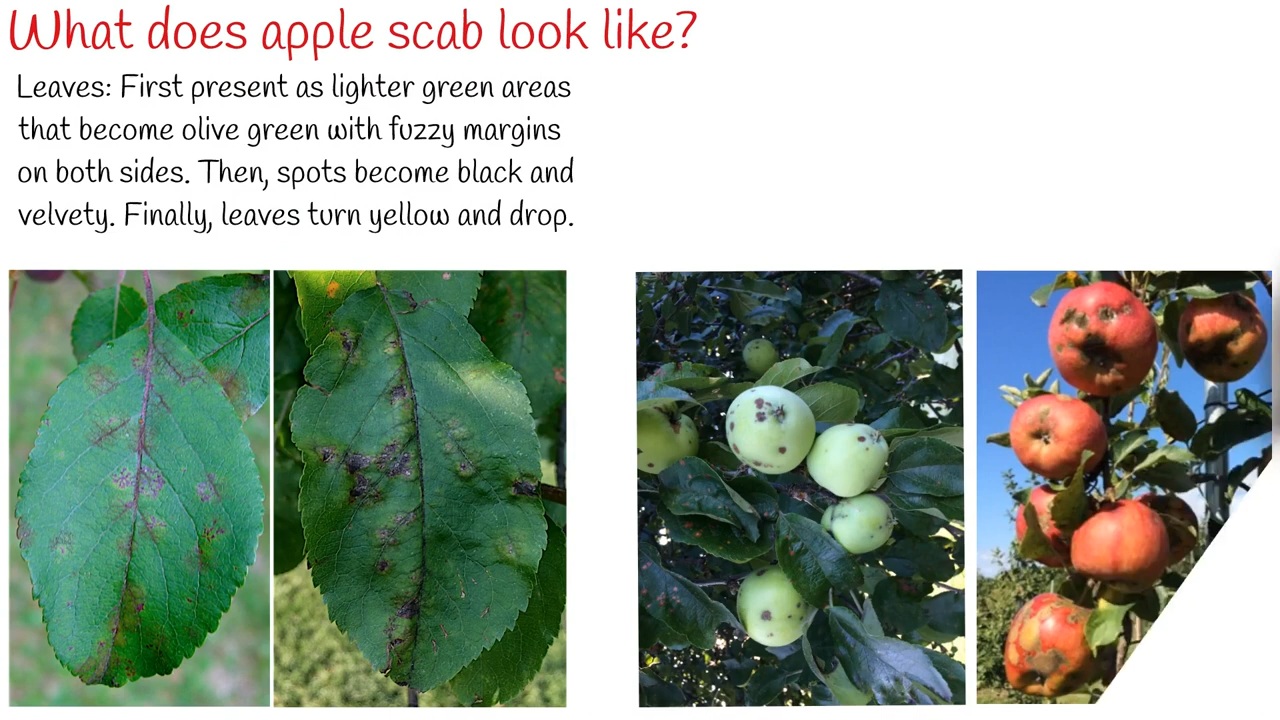 What does apple scab look like?
Leaves: First present as lighter green areas
that become olive green with fuzzy margins
on both sides. Then, spots become black and
velvety. Finally, leaves turn yellow and drop.